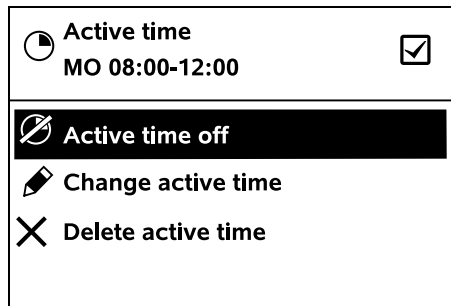 Active time
MO 08:00-12:00
Active time off
Change active time
Delete active time